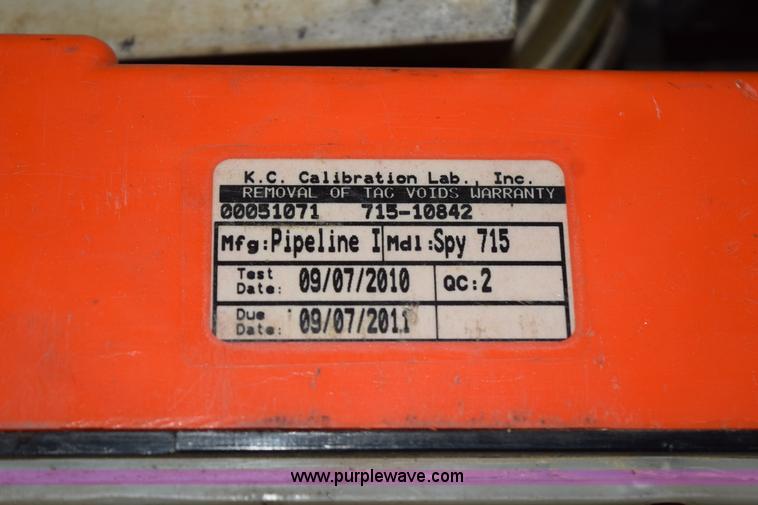 K.C. Calibration Lab., Inc.
REMOVAL OF TAG VOIDS WARRANTY
00051071 715-10842
Mfg: Pipeline I Mdl: Spy 715
Test Date: 09/07/2010 QC: 2
Due Date: 09/07/2011
www.purplewave.com